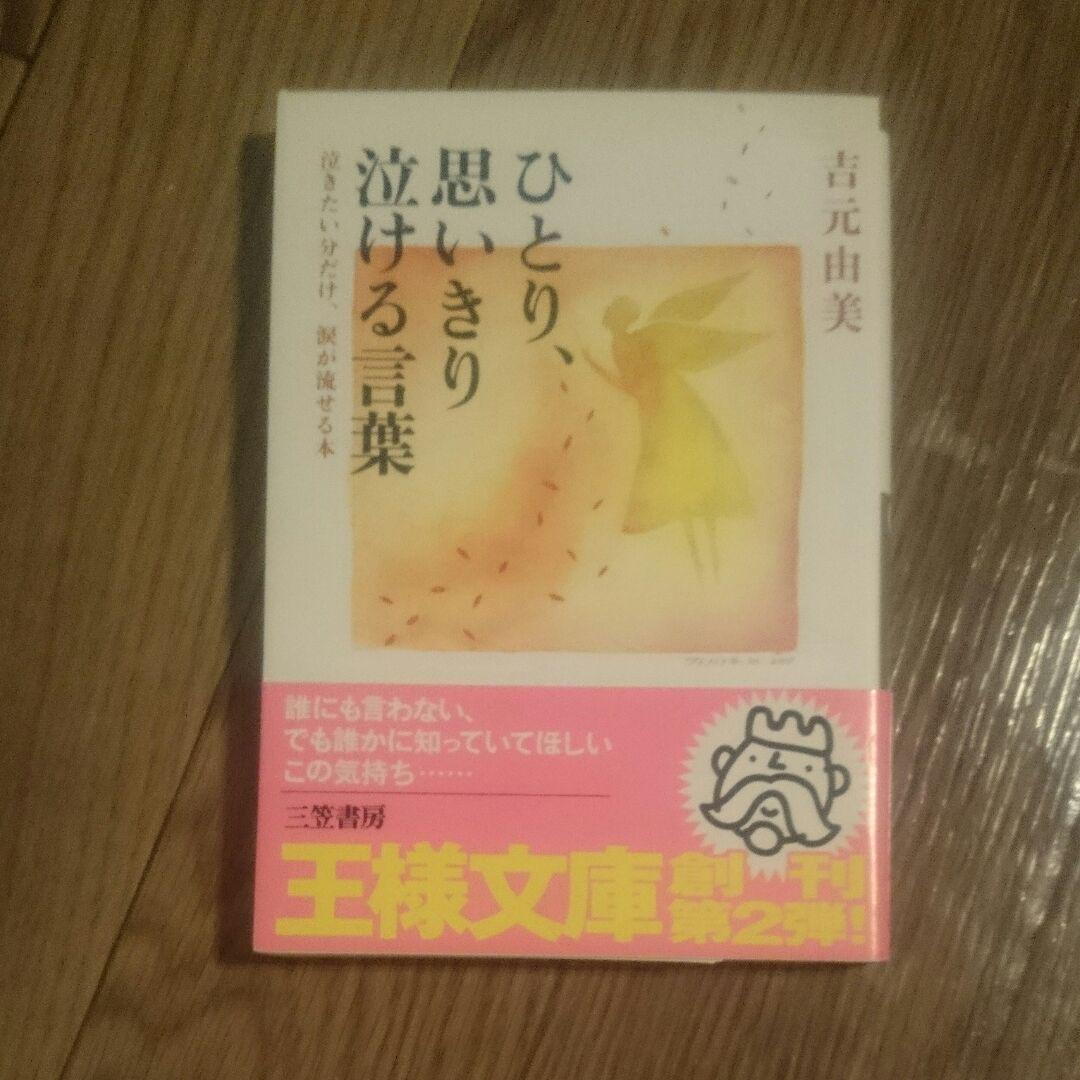 吉元由美
ひとり、
思いきり
泣ける言葉
泣きたい分だけ、涙が流せる本
誰にも言わない、
でも誰かに知っていてほしい
この気持ち……
三笠書房
王様文庫
創刊
第2弾!